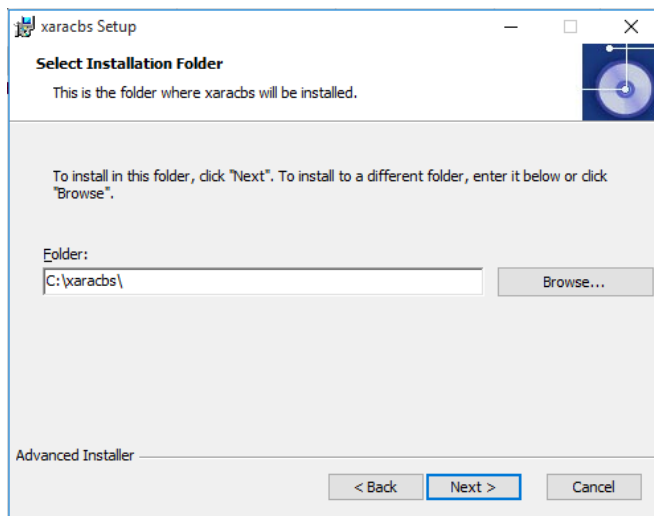 xaracbs Setup
Select Installation Folder
This is the folder where xaracbs will be installed.
To install in this folder, click "Next". To install to a different folder, enter it below or click
"Browse".
Folder:
C:\xaracbs\
Browse...
Advanced Installer
< Back
Next >
Cancel